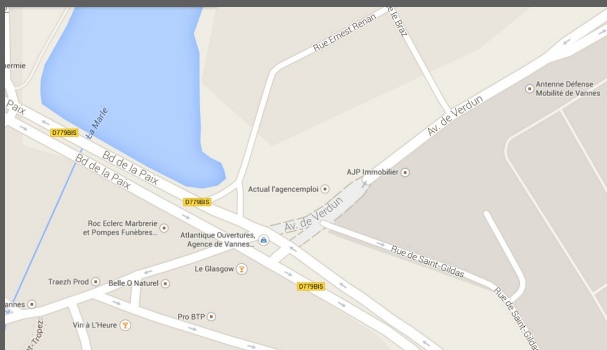 Rue Ernest Renan
e le Braz
ermie
Antenne Défense
Mobilité de Vannes
Av. de Verdun
Paix
La Marle
D779BIS
Bd de la Paix
Bd de la Paix
AJP Immobilier
Actual l'agencemploi
D779BIS
Av. de Verdun
Roc Eclerc Marbrerie
et Pompes Funèbres...
Atlantique Ouvertures,
Agence de Vannes...
Rue de Saint-Gildas
Le Glasgow
Traezh Prod
Belle O Naturel
D779BIS
Rue de Saint-Gildas
annes
Pro BTP
Vin à L'Heure
t-Tropez